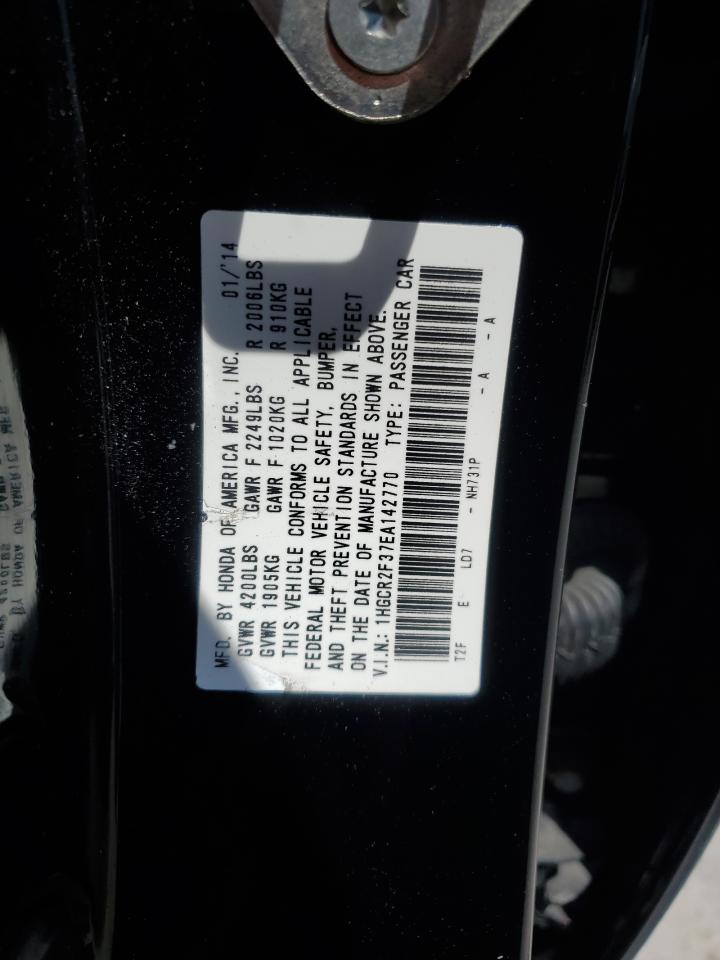 MFD. BY HONDA OF AMERICA MFG., INC. 01/'14
GVWR 4200LBS GAWR F 2249LBS R 2006LBS
GVWR 1905KG GAWR F 1020KG R 910KG
THIS VEHICLE CONFORMS TO ALL APPLICABLE
FEDERAL MOTOR VEHICLE SAFETY, BUMPER,
AND THEFT PREVENTION STANDARDS IN EFFECT
ON THE DATE OF MANUFACTURE SHOWN ABOVE.
V.I.N.: 1HGCR2F37EA142770 TYPE: PASSENGER CAR
T2F E LD7 - NH731P - A - A